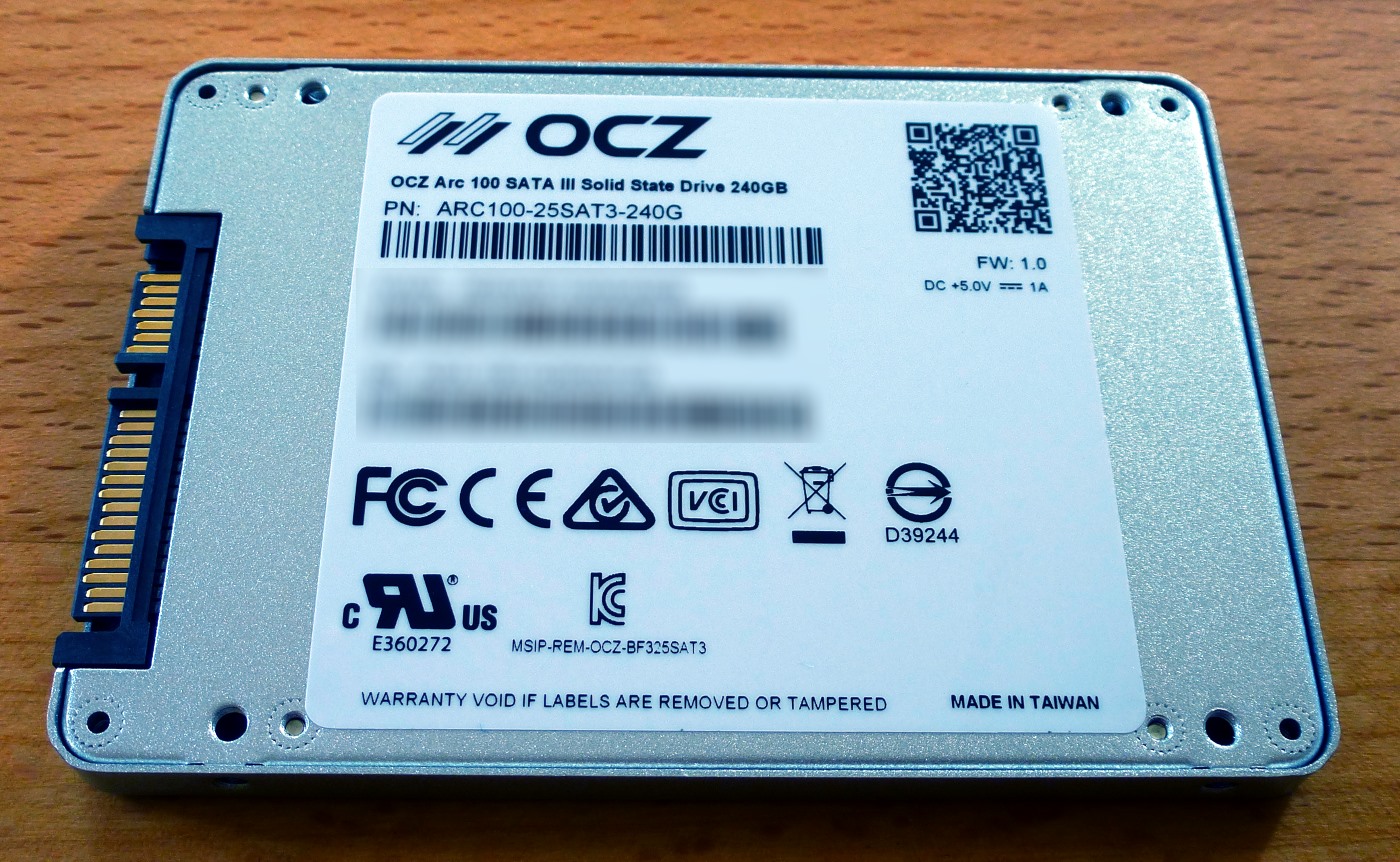 OCZ
OCZ Arc 100 SATA III Solid State Drive 240GB
PN: ARC100-25SAT3-240G
FW: 1.0
DC +5.0V ⎓ 1A
FC CE VCI
D39244
C RU® US
E360272
KC
MSIP-REM-OCZ-BF325SAT3
WARRANTY VOID IF LABELS ARE REMOVED OR TAMPERED
MADE IN TAIWAN